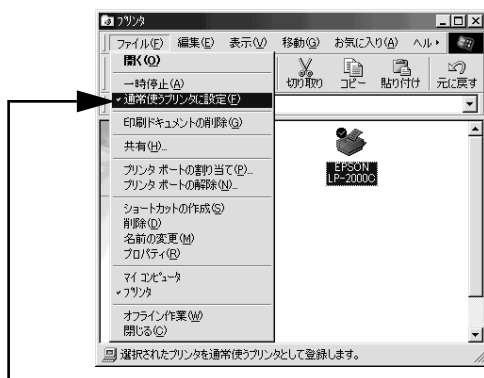 プリンタ
ファイル(F) 編集(E) 表示(V) 移動(G) お気に入り(A) ヘル
開く(O)
一時停止(A)
通常使うプリンタに設定(F)
印刷ドキュメントの削除(G)
共有(H)...
プリンタ ポートの割り当て(P)...
プリンタ ポートの解除(N)...
ショートカットの作成(S)
削除(D)
名前の変更(M)
プロパティ(R)
マイ コンピュータ
プリンタ
オフライン作業(W)
閉じる(C)
切り取り コピー 貼り付け 元に戻す
EPSON
LP-2000C
選択されたプリンタを通常使うプリンタとして登録します。